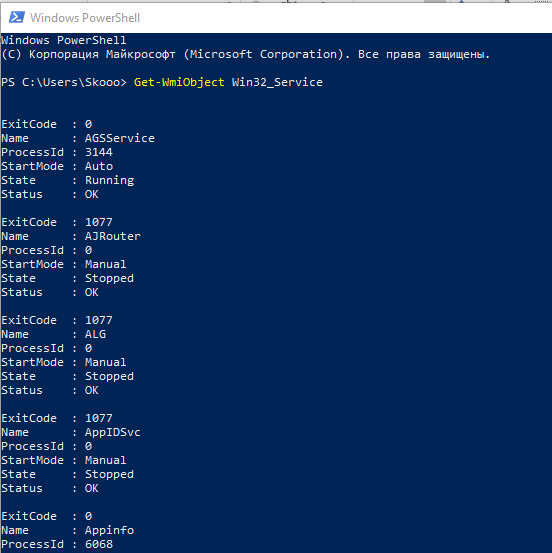 Windows PowerShell
Windows PowerShell
(C) Корпорация Майкрософт (Microsoft Corporation). Все права защищены.
PS C:\Users\Skooo> Get-WmiObject Win32_Service
ExitCode  : 0
Name      : AGSService
ProcessId : 3144
StartMode : Auto
State     : Running
Status    : OK
ExitCode  : 1077
Name      : AJRouter
ProcessId : 0
StartMode : Manual
State     : Stopped
Status    : OK
ExitCode  : 1077
Name      : ALG
ProcessId : 0
StartMode : Manual
State     : Stopped
Status    : OK
ExitCode  : 1077
Name      : AppIDSvc
ProcessId : 0
StartMode : Manual
State     : Stopped
Status    : OK
ExitCode  : 0
Name      : Appinfo
ProcessId : 6068